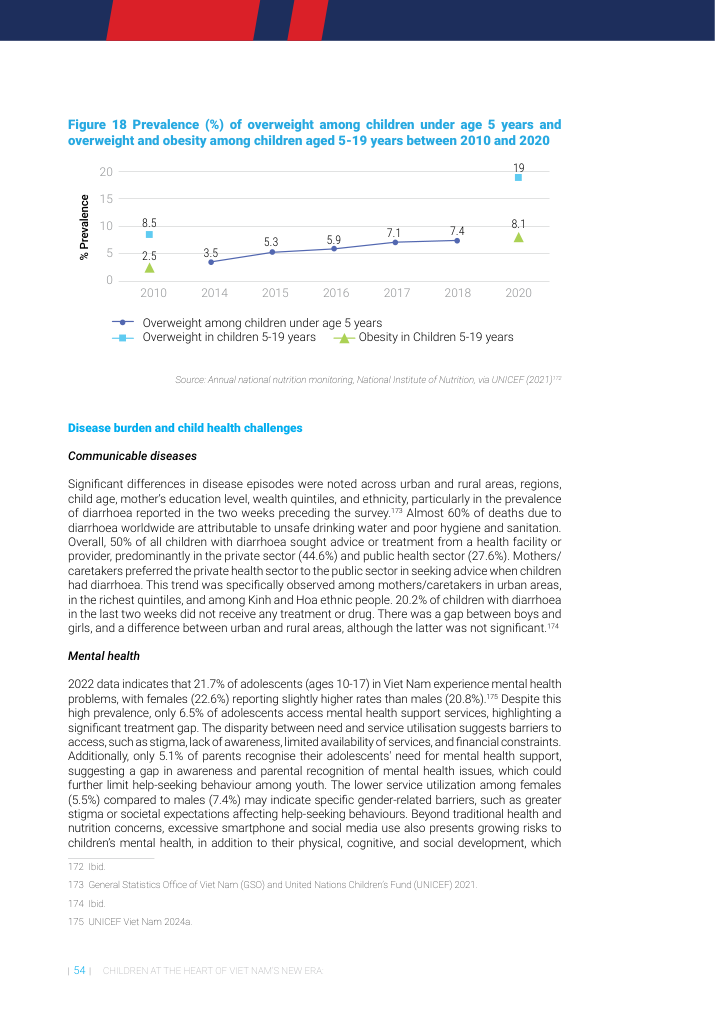 Figure 18 Prevalence (%) of overweight among children under age 5 years and
overweight and obesity among children aged 5-19 years between 2010 and 2020
% Prevalence
20
15
10
5
0
8.5
2.5
3.5
5.3
5.9
7.1
7.4
19
8.1
2010 2014 2015 2016 2017 2018 2020
Overweight among children under age 5 years
Overweight in children 5-19 years Obesity in Children 5-19 years
Source: Annual national nutrition monitoring, National Institute of Nutrition, via UNICEF (2021)172
Disease burden and child health challenges
Communicable diseases
Significant differences in disease episodes were noted across urban and rural areas, regions,
child age, mother's education level, wealth quintiles, and ethnicity, particularly in the prevalence
of diarrhoea reported in the two weeks preceding the survey.173 Almost 60% of deaths due to
diarrhoea worldwide are attributable to unsafe drinking water and poor hygiene and sanitation.
Overall, 50% of all children with diarrhoea sought advice or treatment from a health facility or
provider, predominantly in the private sector (44.6%) and public health sector (27.6%). Mothers/
caretakers preferred the private health sector to the public sector in seeking advice when children
had diarrhoea. This trend was specifically observed among mothers/caretakers in urban areas,
in the richest quintiles, and among Kinh and Hoa ethnic people. 20.2% of children with diarrhoea
in the last two weeks did not receive any treatment or drug. There was a gap between boys and
girls, and a difference between urban and rural areas, although the latter was not significant.174
Mental health
2022 data indicates that 21.7% of adolescents (ages 10-17) in Viet Nam experience mental health
problems, with females (22.6%) reporting slightly higher rates than males (20.8%).175 Despite this
high prevalence, only 6.5% of adolescents access mental health support services, highlighting a
significant treatment gap. The disparity between need and service utilisation suggests barriers to
access, such as stigma, lack of awareness, limited availability of services, and financial constraints.
Additionally, only 5.1% of parents recognise their adolescents' need for mental health support,
suggesting a gap in awareness and parental recognition of mental health issues, which could
further limit help-seeking behaviour among youth. The lower service utilization among females
(5.5%) compared to males (7.4%) may indicate specific gender-related barriers, such as greater
stigma or societal expectations affecting help-seeking behaviours. Beyond traditional health and
nutrition concerns, excessive smartphone and social media use also presents growing risks to
children's mental health, in addition to their physical, cognitive, and social development, which
172 Ibid.
173 General Statistics Office of Viet Nam (GSO) and United Nations Children's Fund (UNICEF) 2021.
174 Ibid.
175 UNICEF Viet Nam 2024a.
| 54 | CHILDREN AT THE HEART OF VIET NAM'S NEW ERA